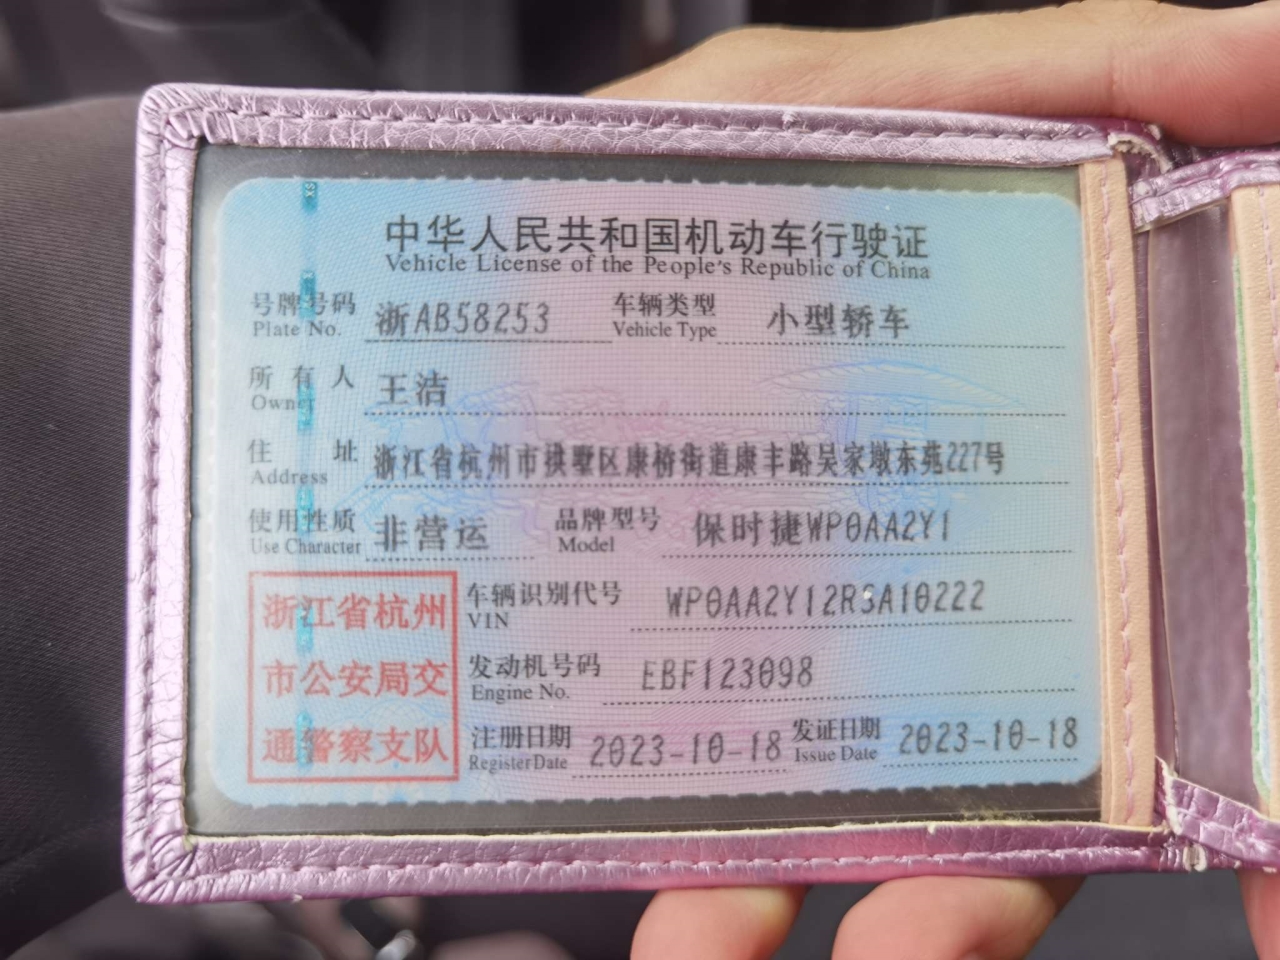 中华人民共和国机动车行驶证
Vehicle License of the People's Republic of China
号牌号码 浙AB58253 车辆类型 小型轿车
Plate No. Vehicle Type
所有人 王洁
Owner
住址 浙江省杭州市拱墅区康桥街道康丰路吴家墩东苑227号
Address
使用性质 非营运 品牌型号 保时捷WP0AA2Y1
Use Character Model
浙江省杭州
市公安局交
通警察支队
车辆识别代号 WP0AA2Y12RSA10222
VIN
发动机号码 EBF123098
Engine No.
注册日期 2023-10-18 发证日期 2023-10-18
Register Date Issue Date